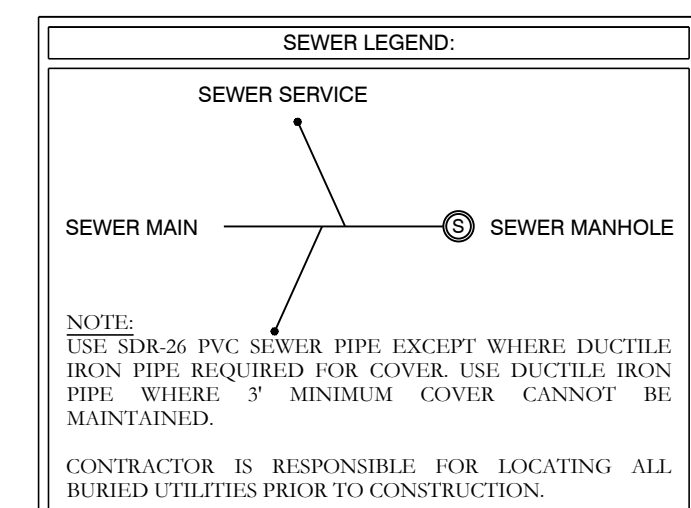 SEWER LEGEND:
SEWER SERVICE
SEWER MAIN
S
SEWER MANHOLE
NOTE:
USE SDR-26 PVC SEWER PIPE EXCEPT WHERE DUCTILE
IRON PIPE REQUIRED FOR COVER. USE DUCTILE IRON
PIPE WHERE 3' MINIMUM COVER CANNOT BE
MAINTAINED.
CONTRACTOR IS RESPONSIBLE FOR LOCATING ALL
BURIED UTILITIES PRIOR TO CONSTRUCTION.